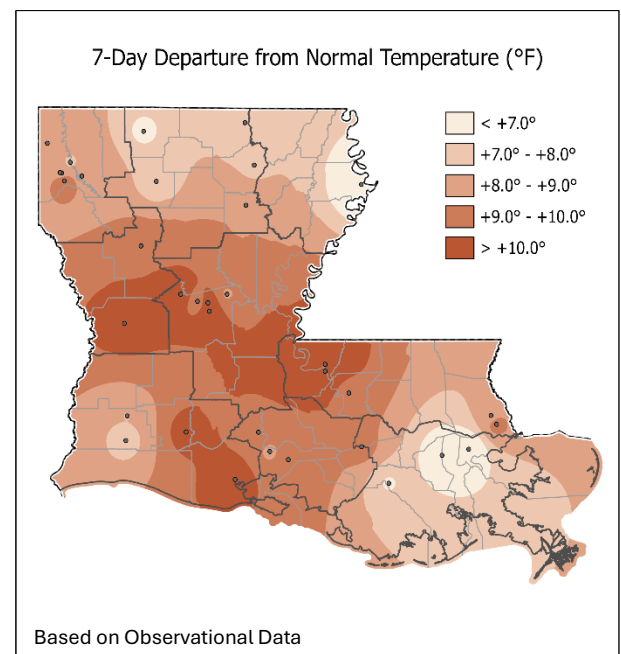 7-Day Departure from Normal Temperature (°F)
< +7.0°
+7.0° - +8.0°
+8.0° - +9.0°
+9.0° - +10.0°
> +10.0°
Based on Observational Data